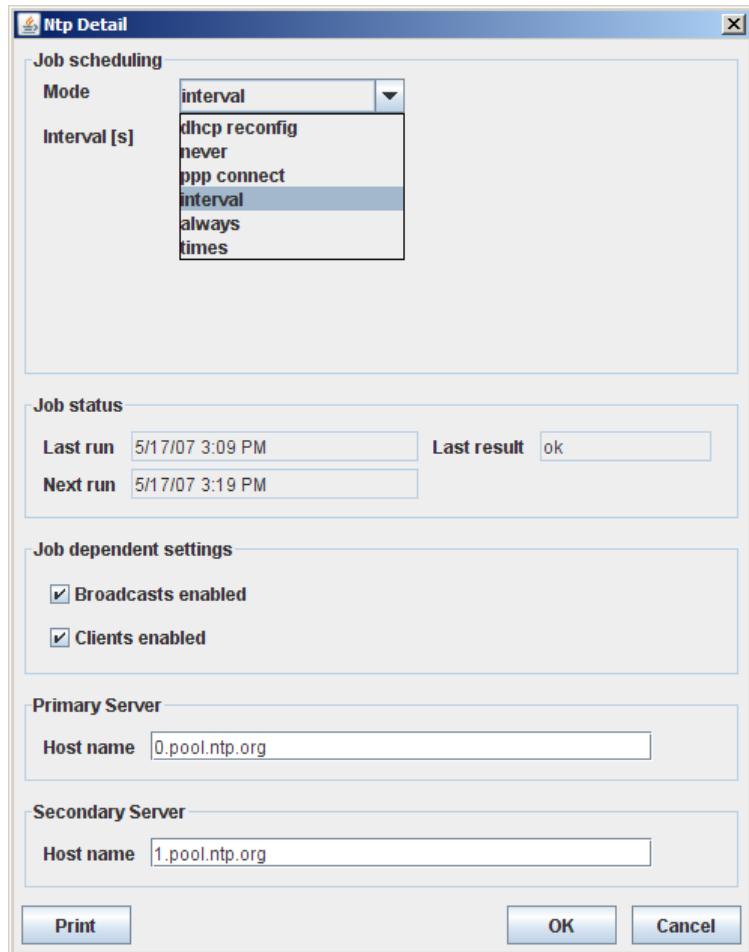 Ntp Detail
Job scheduling
Mode interval
Interval [s]
dhcp reconfig
never
ppp connect
interval
always
times
Job status
Last run 5/17/07 3:09 PM Last result ok
Next run 5/17/07 3:19 PM
Job dependent settings
Broadcasts enabled
Clients enabled
Primary Server
Host name 0.pool.ntp.org
Secondary Server
Host name 1.pool.ntp.org
Print OK Cancel